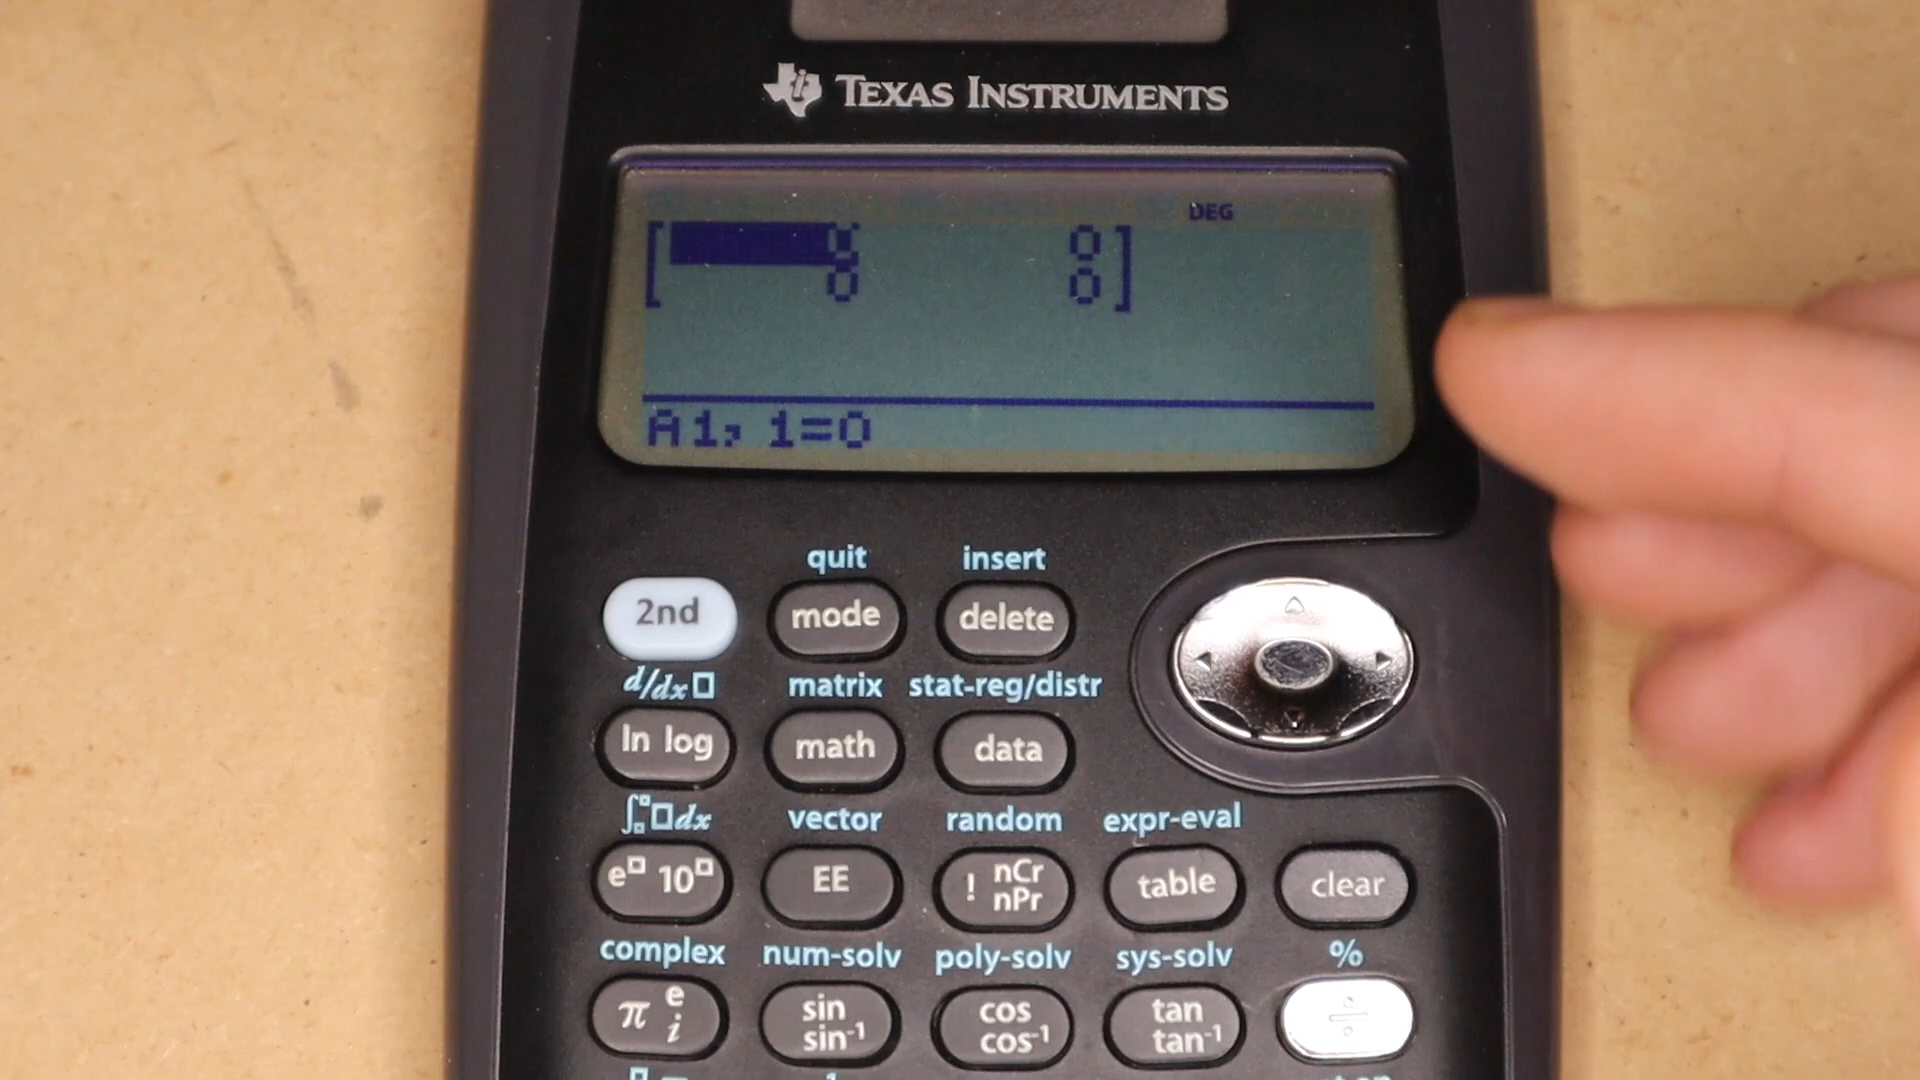 TEXAS INSTRUMENTS
DEG
[ 0 0 ]
[ 0 0 ]
A1,1=0
quit insert
2nd mode delete
d/dx□ matrix stat-reg/distr
ln log math data
∫□dx vector random expr-eval
e□ 10□ EE ! nCr nPr table clear
complex num-solv poly-solv sys-solv %
π e i sin sin-1 cos cos-1 tan tan-1 ÷